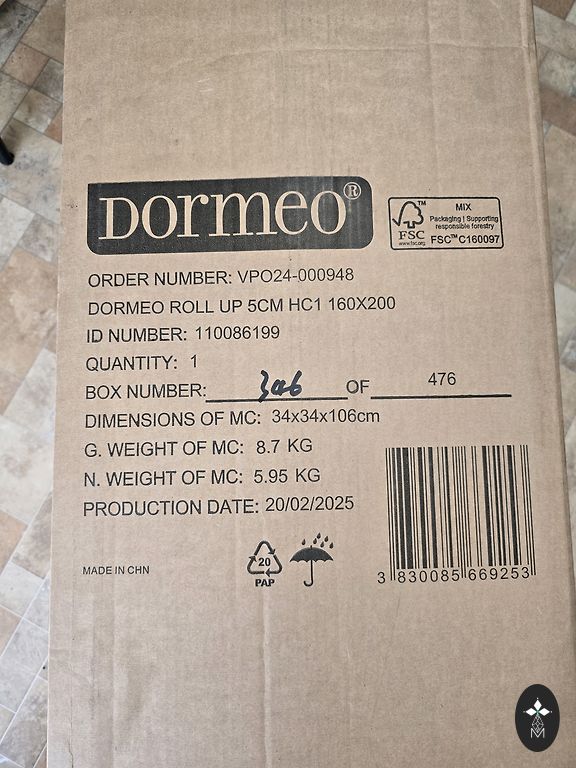 Dormeo®
FSC™
www.fsc.org
MIX
Packaging | Supporting
responsible forestry
FSC™ C160097
ORDER NUMBER: VPO24-000948
DORMEO ROLL UP 5CM HC1 160X200
ID NUMBER: 110086199
QUANTITY: 1
BOX NUMBER: 346 OF 476
DIMENSIONS OF MC: 34x34x106cm
G. WEIGHT OF MC: 8.7 KG
N. WEIGHT OF MC: 5.95 KG
PRODUCTION DATE: 20/02/2025
MADE IN CHN
20
PAP
3 830085 669253
M